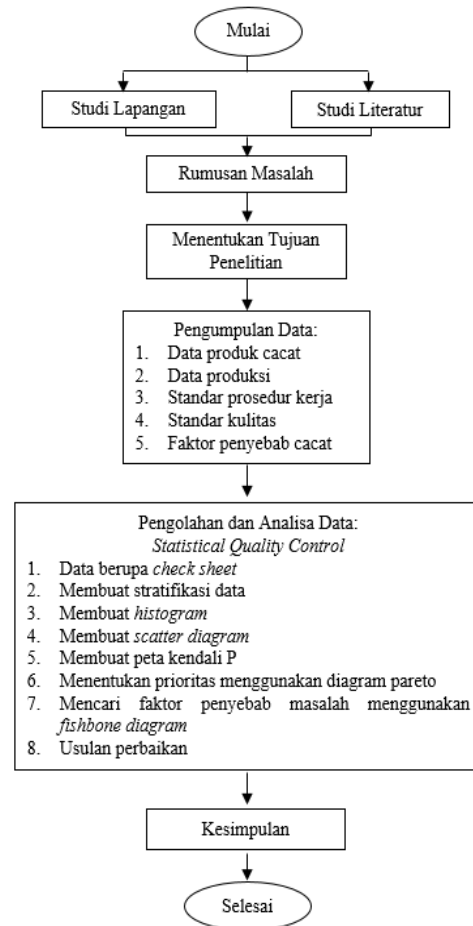 Mulai
Studi Lapangan
Studi Literatur
Rumusan Masalah
Menentukan Tujuan
Penelitian
Pengumpulan Data:
1. Data produk cacat
2. Data produksi
3. Standar prosedur kerja
4. Standar kulitas
5. Faktor penyebab cacat
Pengolahan dan Analisa Data:
Statistical Quality Control
1. Data berupa check sheet
2. Membuat stratifikasi data
3. Membuat histogram
4. Membuat scatter diagram
5. Membuat peta kendali P
6. Menentukan prioritas menggunakan diagram pareto
7. Mencari faktor penyebab masalah menggunakan
fishbone diagram
8. Usulan perbaikan
Kesimpulan
Selesai